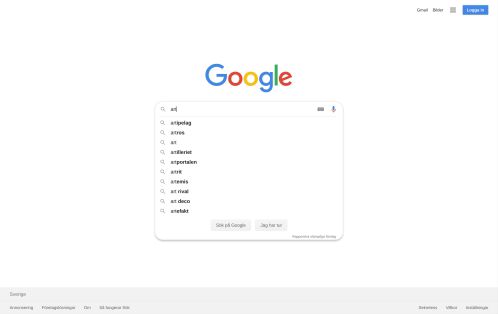 Gmail Bilder Logga in
Google
art
artipelag
artros
art
artilleriet
artportalen
artrit
artemis
art rival
art deco
artefakt
Sök på Google Jag har tur
Rapportera olämpliga förslag
Sverige
Annonsering Företagslösningar Om Så fungerar Sök Sekretess Villkor Inställningar